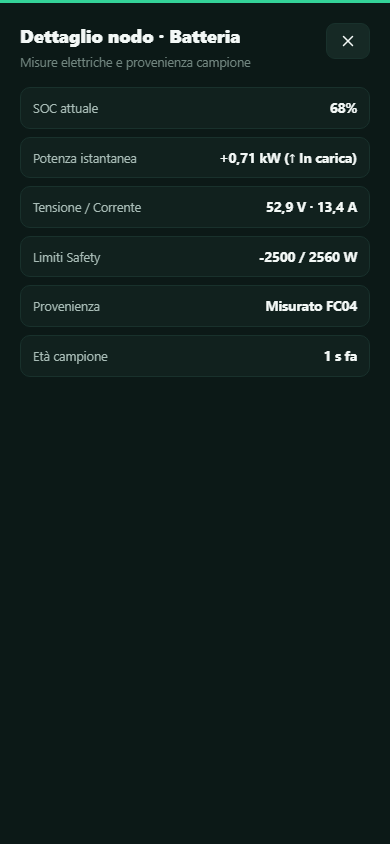 Dettaglio nodo · Batteria
Misure elettriche e provenienza campione
SOC attuale 68%
Potenza istantanea +0,71 kW (↑ In carica)
Tensione / Corrente 52,9 V · 13,4 A
Limiti Safety -2500 / 2560 W
Provenienza Misurato FC04
Età campione 1 s fa